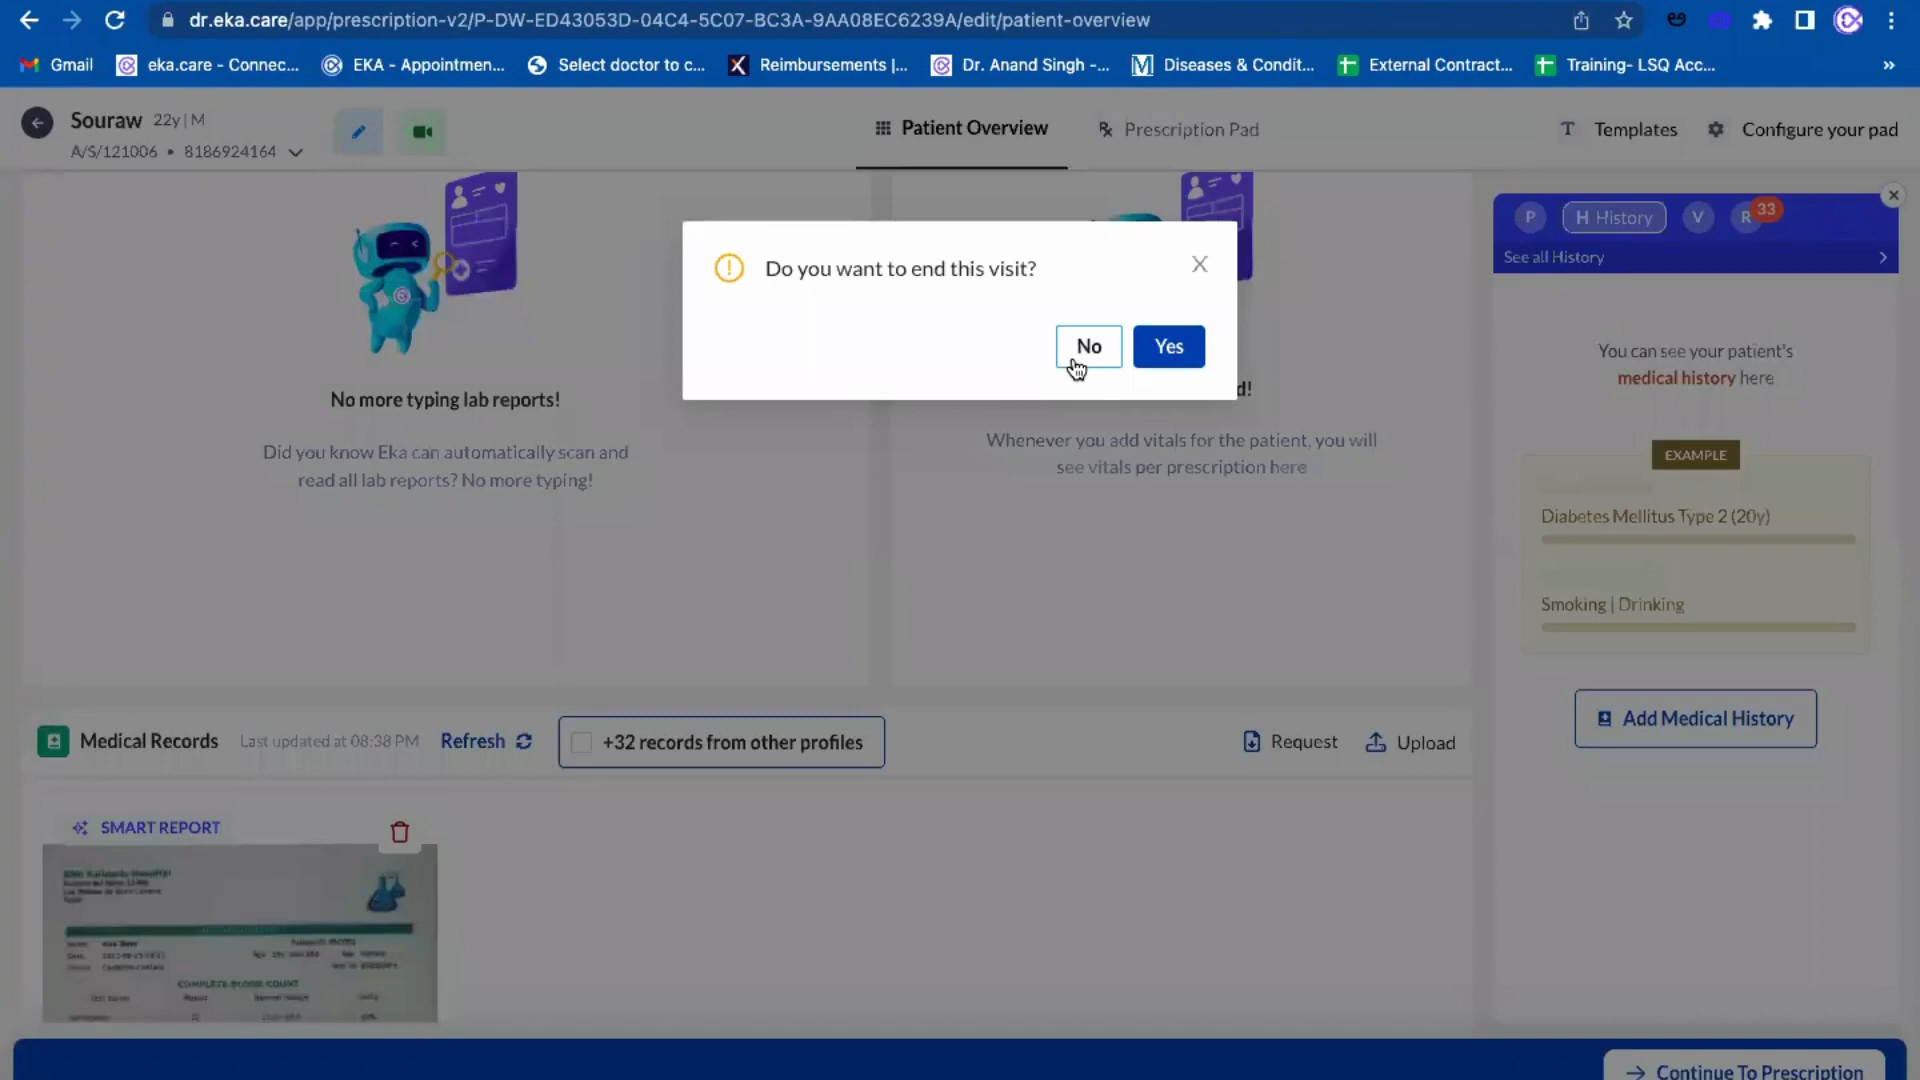 dr.eka.care/app/prescription-v2/P-DW-ED43053D-04C4-5C07-BC3A-9AA08EC6239A/edit/patient-overview
Gmail
eka.care - Connec...
EKA - Appointmen...
Select doctor to c...
Reimbursements |...
Dr. Anand Singh -...
Diseases & Condit...
External Contract...
Training- LSQ Acc...
»
Souraw 22y | M
A/S/121006 • 8186924164
Patient Overview
Prescription Pad
Templates
Configure your pad
Do you want to end this visit?
No
Yes
No more typing lab reports!
Did you know Eka can automatically scan and
read all lab reports? No more typing!
d!
Whenever you add vitals for the patient, you will
see vitals per prescription here
P
H History
V
R
33
See all History
You can see your patient's
medical history here
EXAMPLE
Diabetes Mellitus Type 2 (20y)
Smoking | Drinking
Add Medical History
Medical Records
Last updated at 08:38 PM
Refresh
+32 records from other profiles
Request
Upload
SMART REPORT
COMPLETE BLOOD COUNT
Continue To Prescription